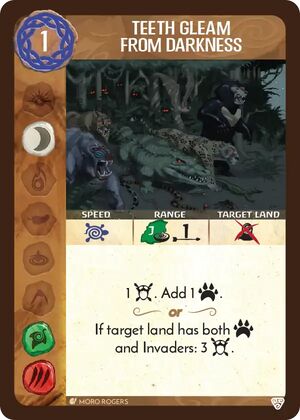 1
TEETH GLEAM
FROM DARKNESS
SPEED RANGE TARGET LAND
J 1
1 . Add 1 .
or
If target land has both
and Invaders: 3 .
MORO ROGERS